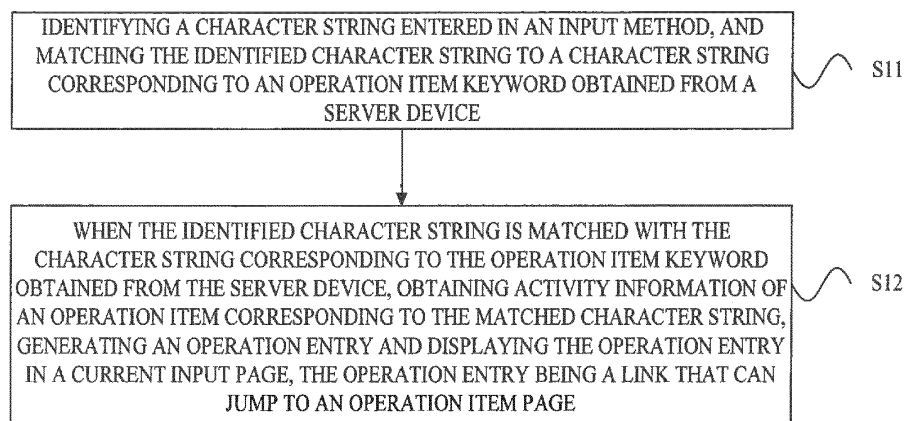 IDENTIFYING A CHARACTER STRING ENTERED IN AN INPUT METHOD, AND
MATCHING THE IDENTIFIED CHARACTER STRING TO A CHARACTER STRING
CORRESPONDING TO AN OPERATION ITEM KEYWORD OBTAINED FROM A
SERVER DEVICE
S11
WHEN THE IDENTIFIED CHARACTER STRING IS MATCHED WITH THE
CHARACTER STRING CORRESPONDING TO THE OPERATION ITEM KEYWORD
OBTAINED FROM THE SERVER DEVICE, OBTAINING ACTIVITY INFORMATION OF
AN OPERATION ITEM CORRESPONDING TO THE MATCHED CHARACTER STRING,
GENERATING AN OPERATION ENTRY AND DISPLAYING THE OPERATION ENTRY
IN A CURRENT INPUT PAGE, THE OPERATION ENTRY BEING A LINK THAT CAN
JUMP TO AN OPERATION ITEM PAGE
S12